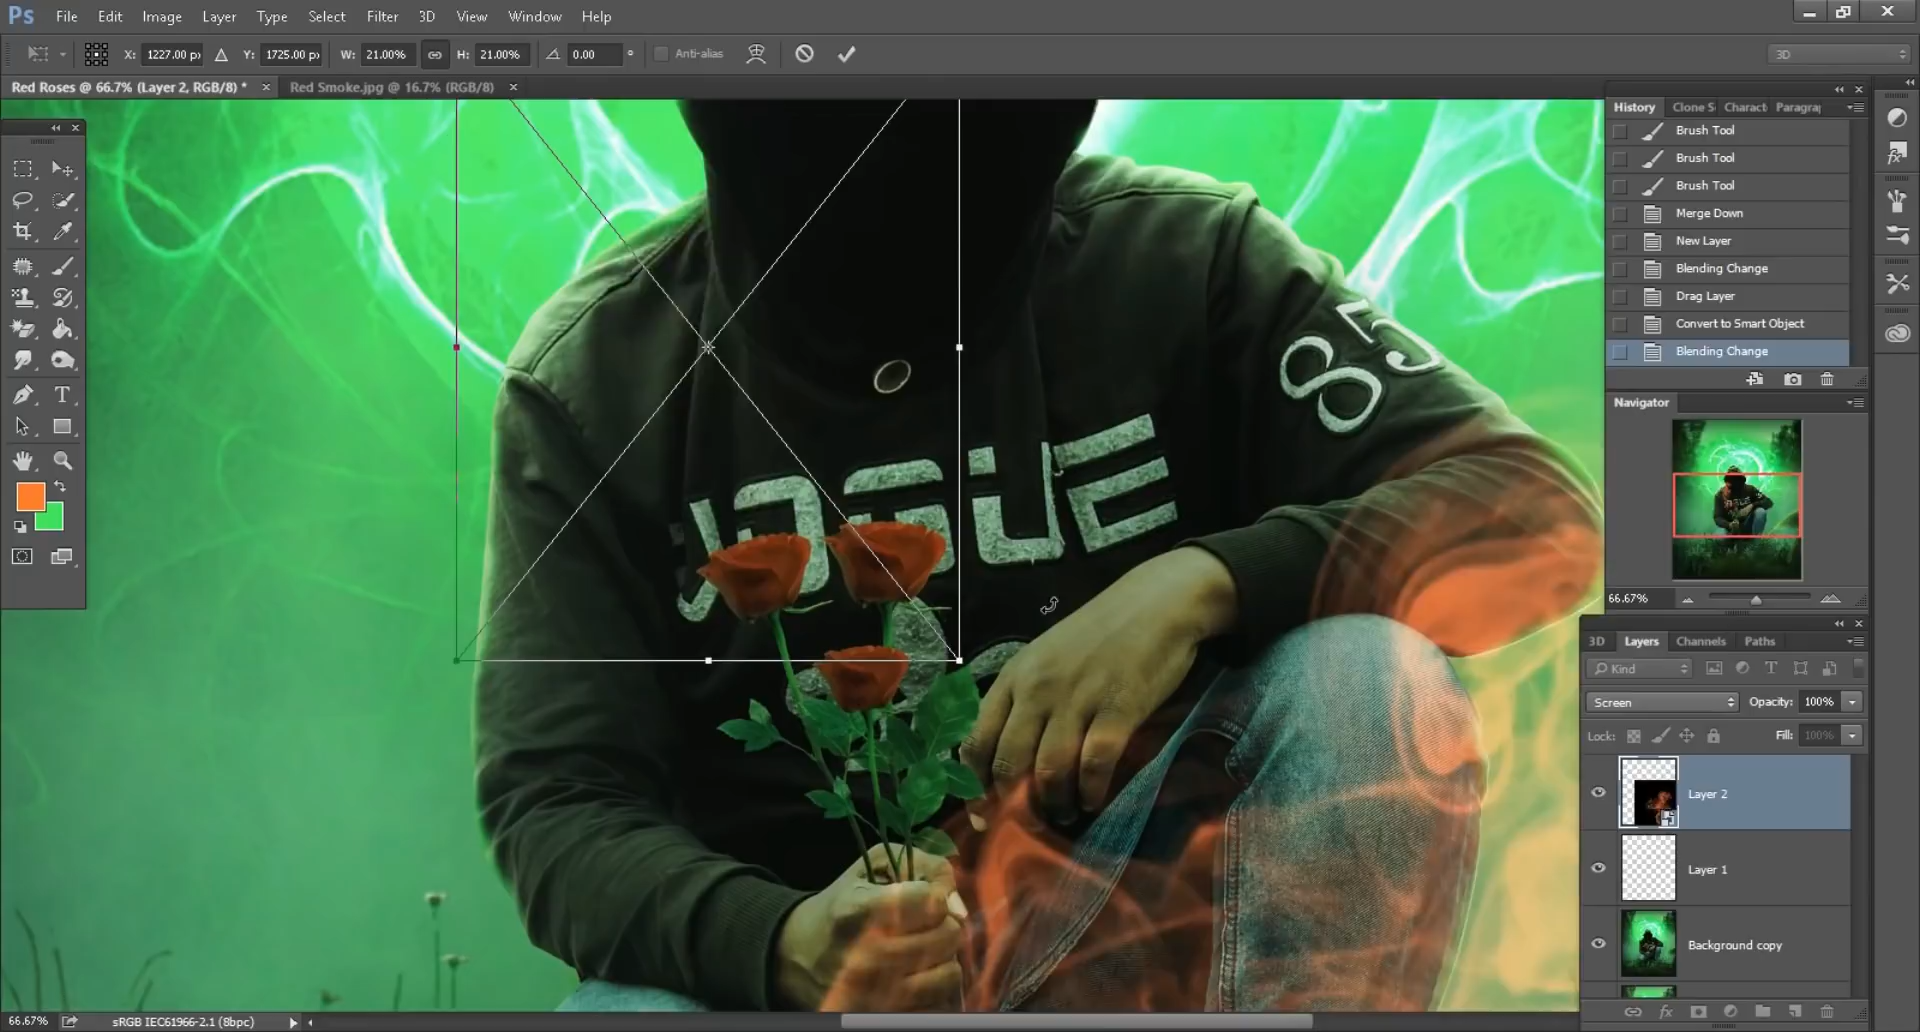 Ps File Edit Image Layer Type Select Filter 3D View Window Help
X: 1227.00 p Y: 1725.00 p W: 21.00% H: 21.00% 0.00 ° Anti-alias 3D
Red Roses @ 66.7% (Layer 2, RGB/8) * × Red Smoke.jpg @ 16.7% (RGB/8) ×
History Clone S Charact Paragra
Brush Tool
Brush Tool
Brush Tool
Merge Down
New Layer
Blending Change
Drag Layer
Convert to Smart Object
Blending Change
Navigator
66.67%
85
3D Layers Channels Paths
Kind
Screen Opacity: 100%
Lock: Fill: 100%
Layer 2
Layer 1
Background copy
66.67% sRGB IEC61966-2.1 (8bpc)